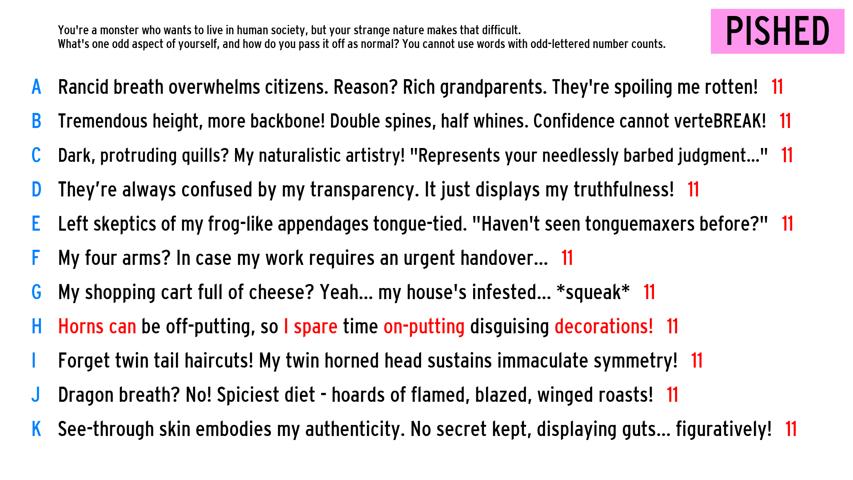 You're a monster who wants to live in human society, but your strange nature makes that difficult.
What's one odd aspect of yourself, and how do you pass it off as normal? You cannot use words with odd-lettered number counts.
PISHED
A Rancid breath overwhelms citizens. Reason? Rich grandparents. They're spoiling me rotten! 11
B Tremendous height, more backbone! Double spines, half whines. Confidence cannot verteBREAK! 11
C Dark, protruding quills? My naturalistic artistry! "Represents your needlessly barbed judgment..." 11
D They're always confused by my transparency. It just displays my truthfulness! 11
E Left skeptics of my frog-like appendages tongue-tied. "Haven't seen tonguemaxers before?" 11
F My four arms? In case my work requires an urgent handover... 11
G My shopping cart full of cheese? Yeah... my house's infested... *squeak* 11
H Horns can be off-putting, so I spare time on-putting disguising decorations! 11
I Forget twin tail haircuts! My twin horned head sustains immaculate symmetry! 11
J Dragon breath? No! Spiciest diet - hoards of flamed, blazed, winged roasts! 11
K See-through skin embodies my authenticity. No secret kept, displaying guts... figuratively! 11